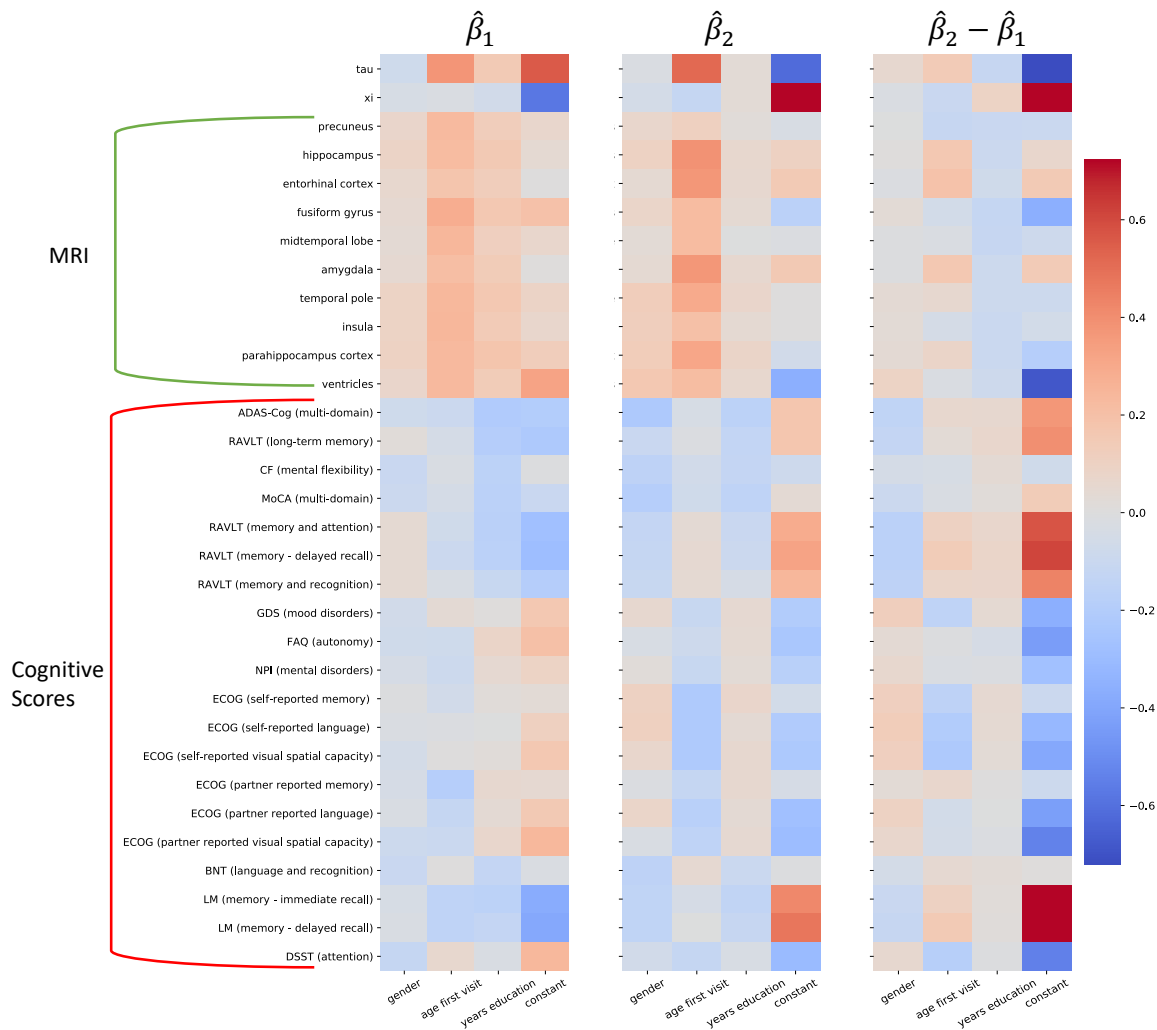 β̂₁ β̂₂ β̂₂ − β̂₁
tau
xi
precuneus
hippocampus
entorhinal cortex
fusiform gyrus
midtemporal lobe
amygdala
temporal pole
insula
parahippocampus cortex
ventricles
MRI
ADAS-Cog (multi-domain)
RAVLT (long-term memory)
CF (mental flexibility)
MoCA (multi-domain)
RAVLT (memory and attention)
RAVLT (memory - delayed recall)
RAVLT (memory and recognition)
GDS (mood disorders)
FAQ (autonomy)
NPI (mental disorders)
ECOG (self-reported memory)
ECOG (self-reported language)
ECOG (self-reported visual spatial capacity)
ECOG (partner reported memory)
ECOG (partner reported language)
ECOG (partner reported visual spatial capacity)
BNT (language and recognition)
LM (memory - immediate recall)
LM (memory - delayed recall)
DSST (attention)
Cognitive
Scores
gender age first visit years education constant
gender age first visit years education constant
gender age first visit years education constant
0.6
0.4
0.2
0.0
−0.2
−0.4
−0.6